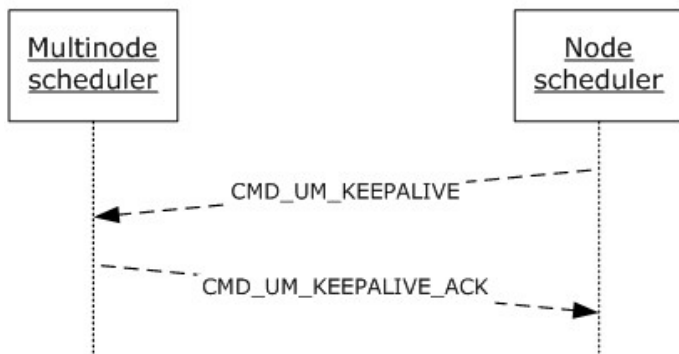 Multinode
scheduler
Node
scheduler
CMD_UM_KEEPALIVE
CMD_UM_KEEPALIVE_ACK